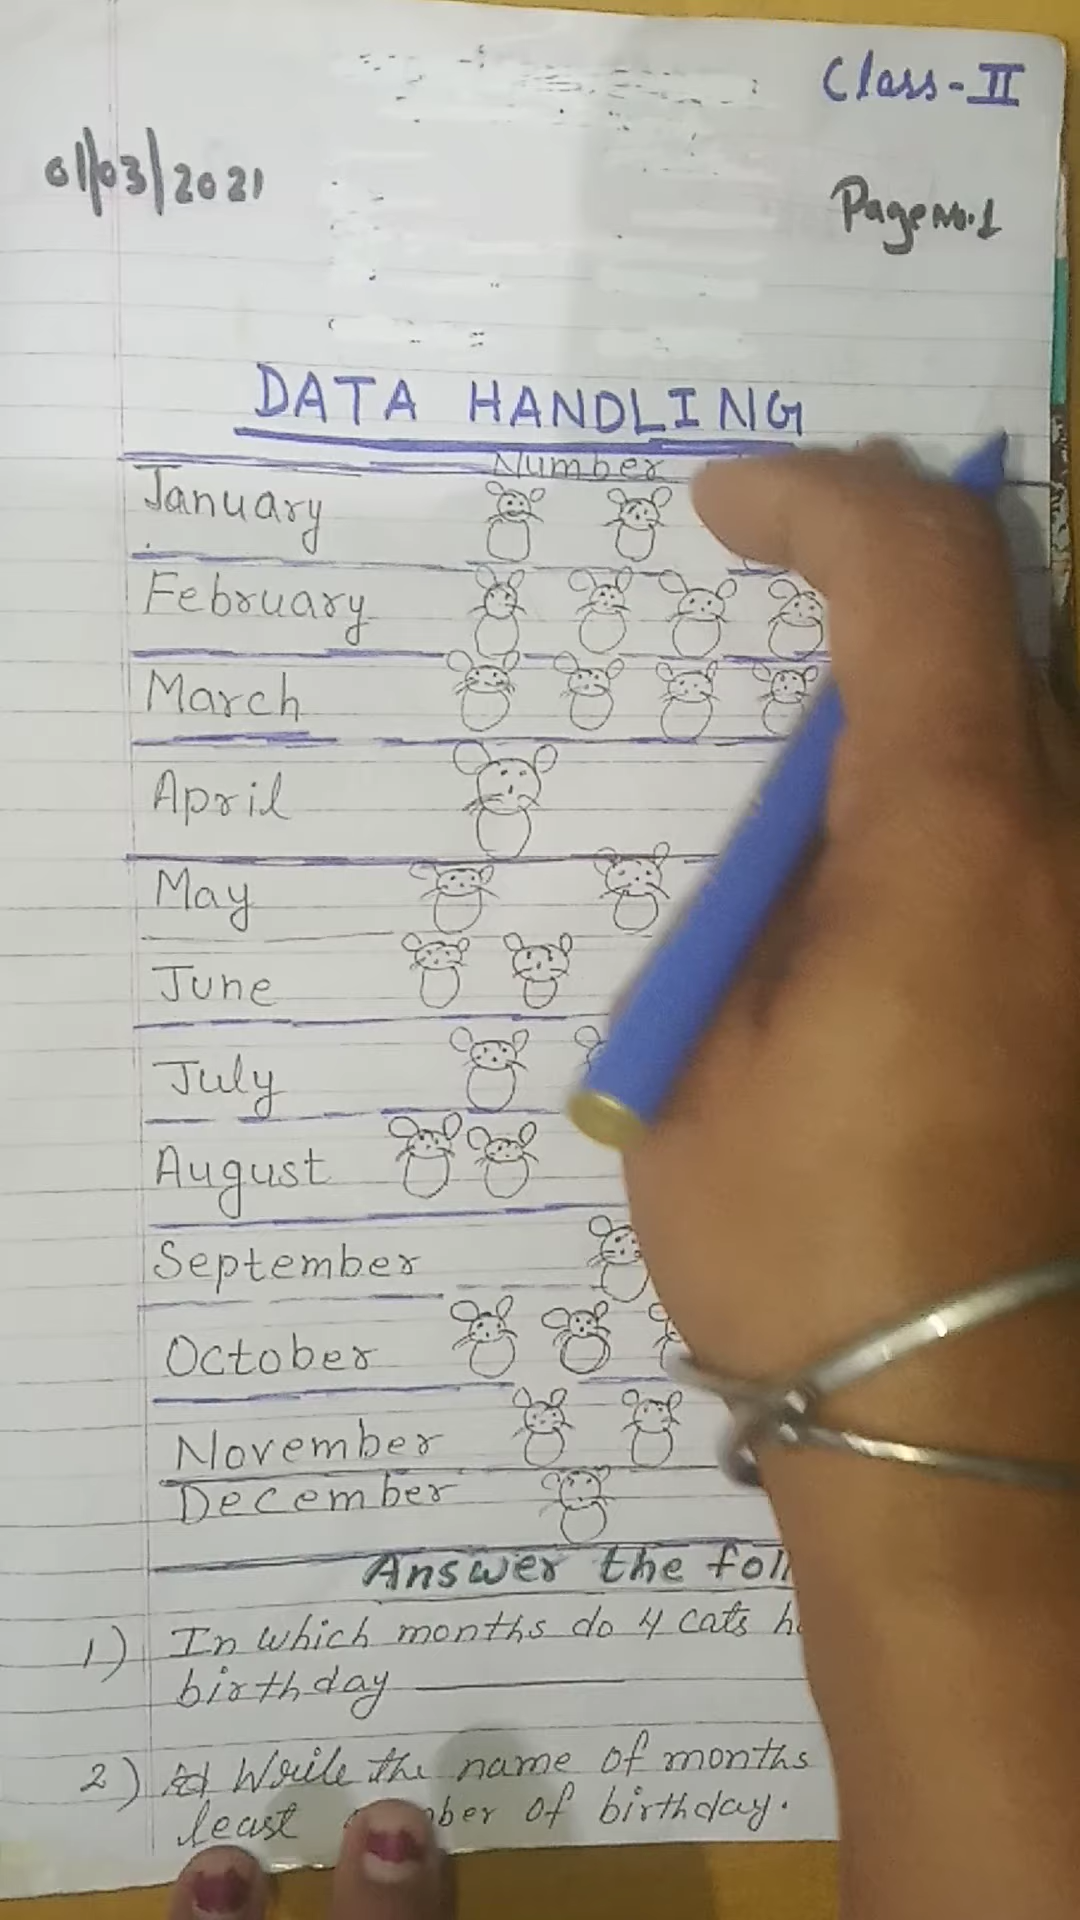 Class-II
01/03/2021
Page No.1
DATA HANDLING
Number
January
February
March
April
May
June
July
August
September
October
November
December
Answer the
1) In which months do 4 cats
birthday
2) Write the name of months
least of birthday.